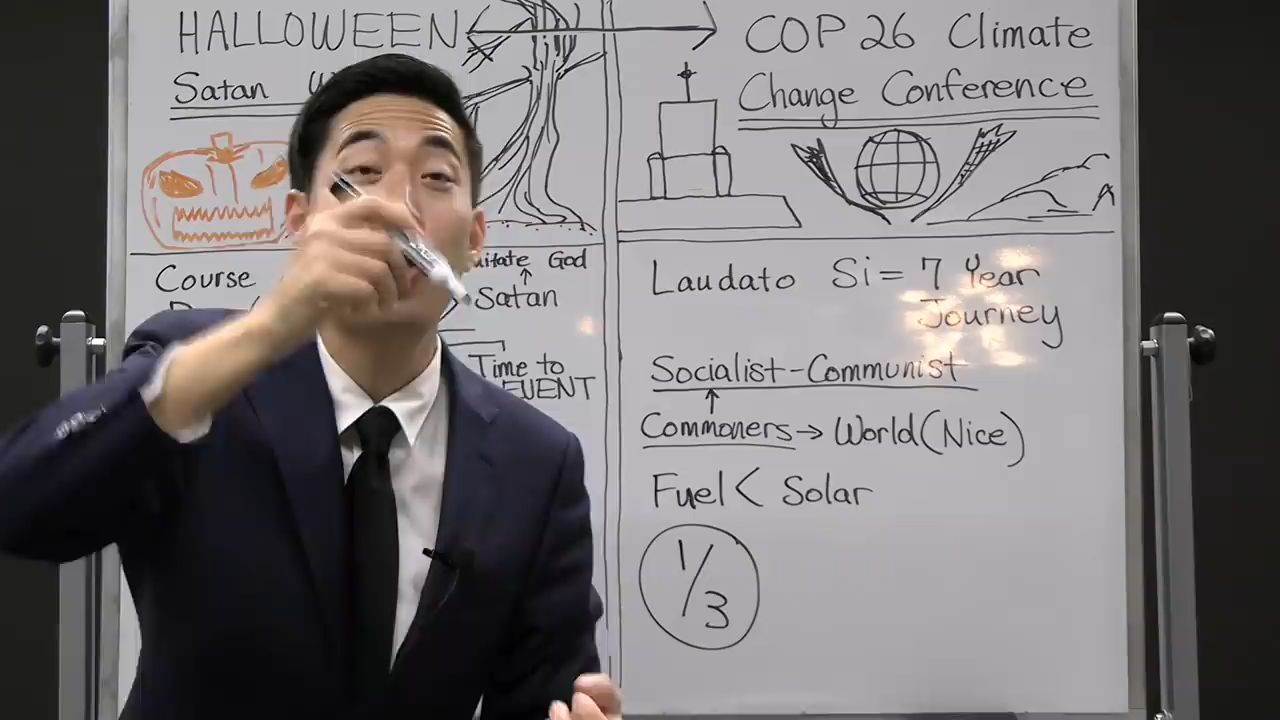 HALLOWEEN
Satan
Course
God
Satan
Time to
EVENT
COP 26 Climate
Change Conference
Laudato Si = 7 Year
Journey
Socialist-Communist
Commoners → World (Nice)
Fuel < Solar
1/3